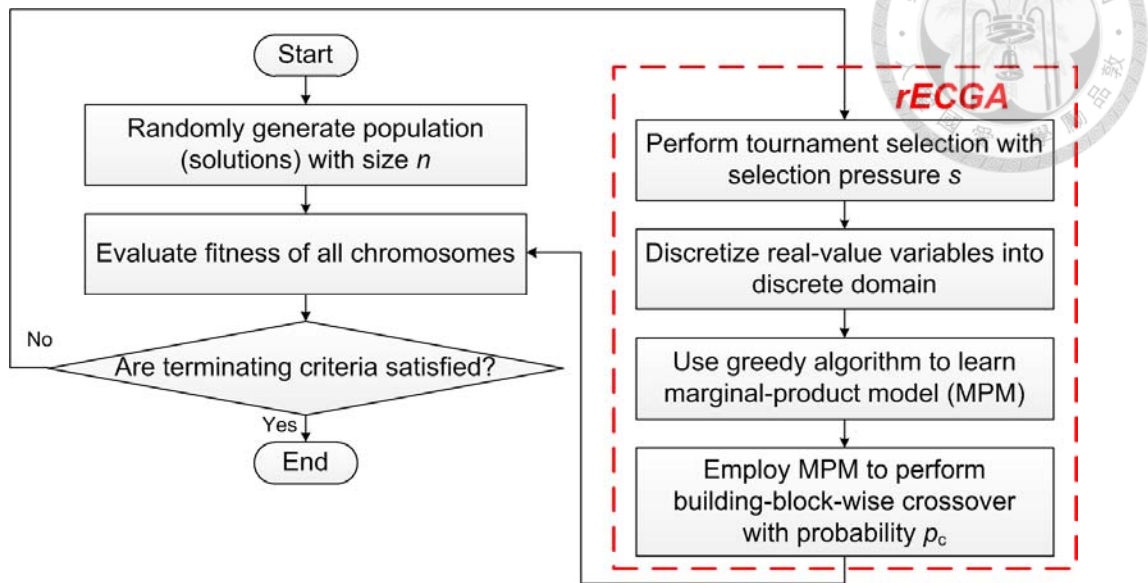 Start
Randomly generate population
(solutions) with size n
Evaluate fitness of all chromosomes
No
Are terminating criteria satisfied?
Yes
End
rECGA
Perform tournament selection with
selection pressure s
Discretize real-value variables into
discrete domain
Use greedy algorithm to learn
marginal-product model (MPM)
Employ MPM to perform
building-block-wise crossover
with probability pc